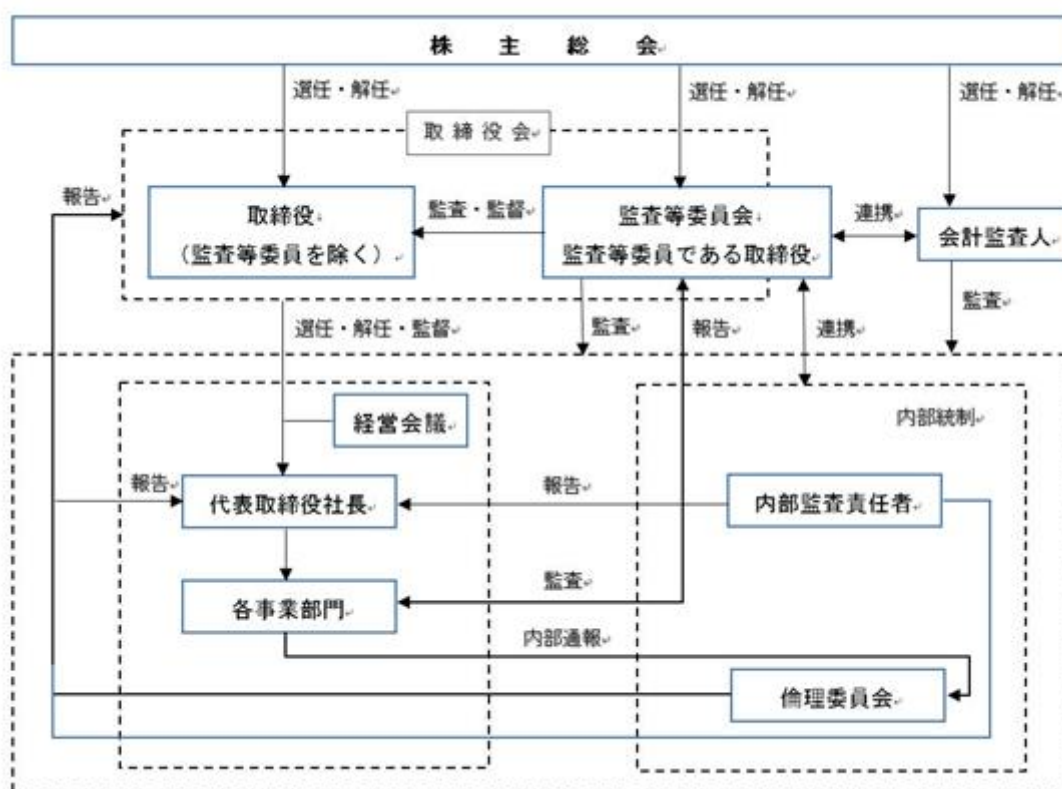 株主総会
選任・解任
選任・解任
選任・解任
取締役会
報告
取締役
(監査等委員を除く)
監査・監督
監査等委員会
監査等委員である取締役
連携
会計監査人
選任・解任・監督
監査
報告
連携
監査
経営会議
内部統制
報告
代表取締役社長
報告
内部監査責任者
各事業部門
監査
内部通報
倫理委員会